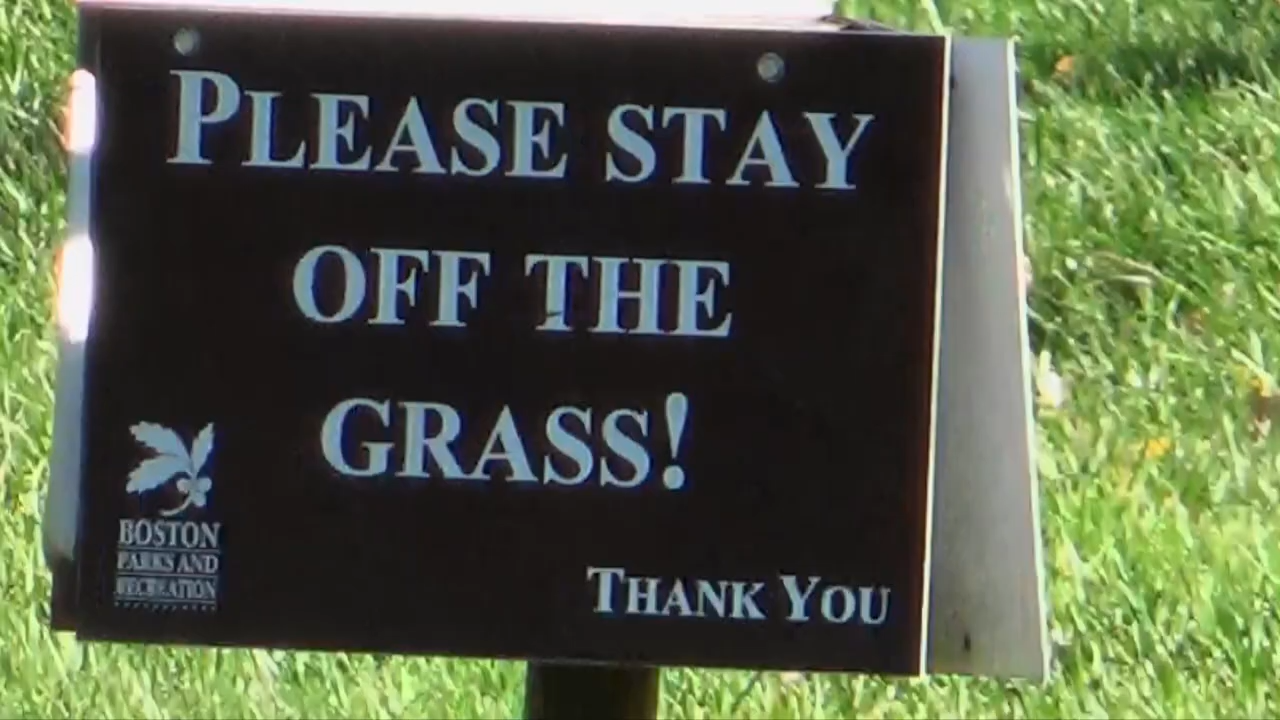 PLEASE STAY
OFF THE
GRASS!
BOSTON
PARKS AND
RECREATION
THANK YOU